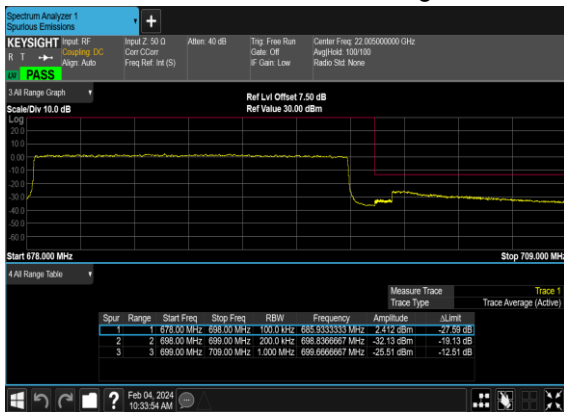 Spectrum Analyzer 1
Spurious Emissions
KEYSIGHT Input: RF Input Z: 50 Ω Atten: 40 dB Trig: Free Run Center Freq: 22.005000000 GHz
R T Coupling: DC Corr CCorr Gate: Off Avg|Hold: 100/100
Align: Auto Freq Ref: Int (S) IF Gain: Low Radio Std: None
PASS
3 All Range Graph
Ref Lvl Offset 7.50 dB
Scale/Div 10.0 dB Ref Value 30.00 dBm
Log
20.0
10.0
0.00
-10.0
-20.0
-30.0
-40.0
-50.0
-60.0
Start 678.000 MHz Stop 709.000 MHz
4 All Range Table
Measure Trace Trace 1
Trace Type Trace Average (Active)
Spur Range Start Freq Stop Freq RBW Frequency Amplitude ΔLimit
1 1 678.00 MHz 698.00 MHz 100.0 kHz 685.9333333 MHz 2.412 dBm -27.59 dB
2 2 698.00 MHz 699.00 MHz 200.0 kHz 698.8366667 MHz -32.13 dBm -19.13 dB
3 3 699.00 MHz 709.00 MHz 1.000 MHz 699.6666667 MHz -25.51 dBm -12.51 dB
Feb 04, 2024
10:33:54 AM